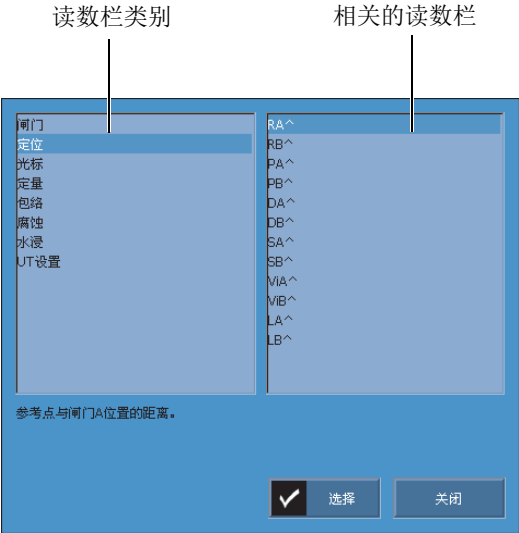 读数栏类别
相关的读数栏
闸门
定位
光标
定量
包络
腐蚀
水浸
UT设置
RA^
RB^
PA^
PB^
DA^
DB^
SA^
SB^
ViA^
ViB^
LA^
LB^
参考点与闸门A位置的距离。
选择
关闭